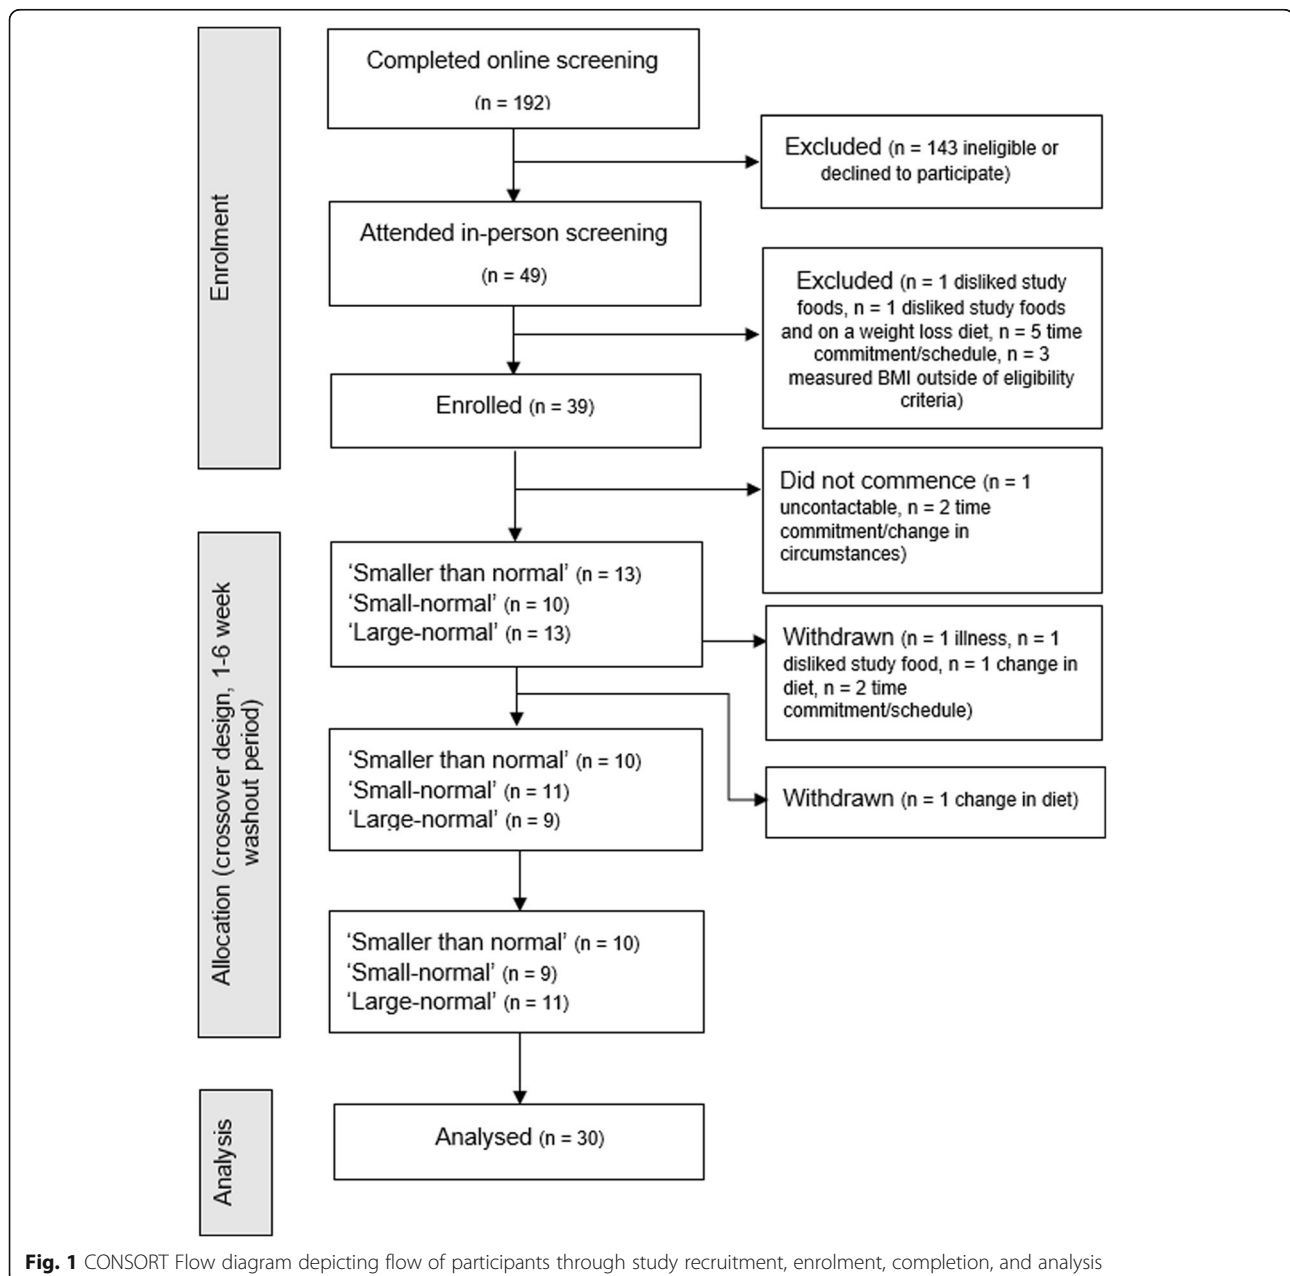 Enrolment
Completed online screening
(n = 192)
Excluded (n = 143 ineligible or
declined to participate)
Attended in-person screening
(n = 49)
Excluded (n = 1 disliked study
foods, n = 1 disliked study foods
and on a weight loss diet, n = 5 time
commitment/schedule, n = 3
measured BMI outside of eligibility
criteria)
Enrolled (n = 39)
Did not commence (n = 1
uncontactable, n = 2 time
commitment/change in
circumstances)
Allocation (crossover design, 1-6 week
washout period)
‘Smaller than normal’ (n = 13)
‘Small-normal’ (n = 10)
‘Large-normal’ (n = 13)
Withdrawn (n = 1 illness, n = 1
disliked study food, n = 1 change in
diet, n = 2 time
commitment/schedule)
‘Smaller than normal’ (n = 10)
‘Small-normal’ (n = 11)
‘Large-normal’ (n = 9)
Withdrawn (n = 1 change in diet)
‘Smaller than normal’ (n = 10)
‘Small-normal’ (n = 9)
‘Large-normal’ (n = 11)
Analysis
Analysed (n = 30)
Fig. 1 CONSORT Flow diagram depicting flow of participants through study recruitment, enrolment, completion, and analysis